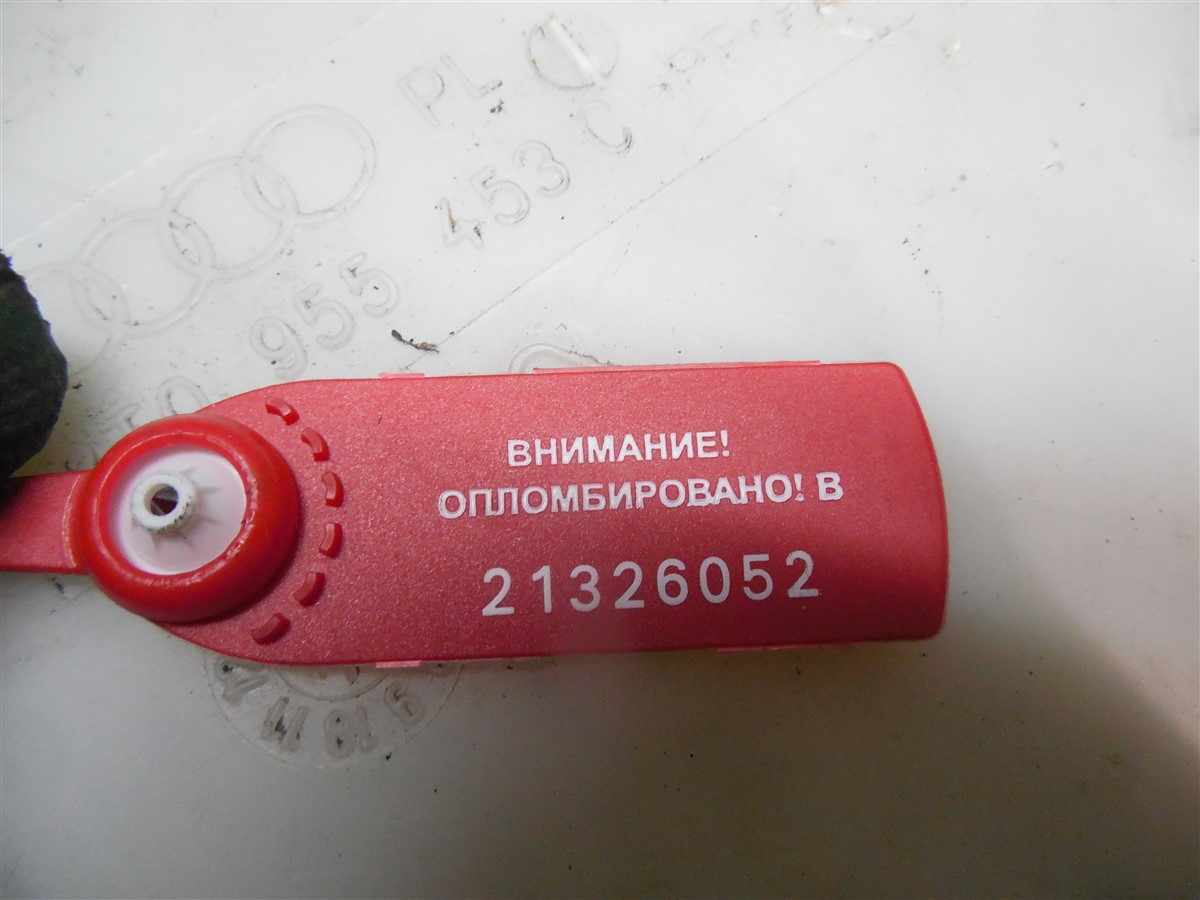 PL
955 453 C
ВНИМАНИЕ!
ОПЛОМБИРОВАНО! В
21326052